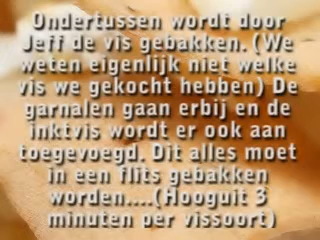 Ondertussen wordt door
Jeff de vis gebakken. (We
weten eigenlijk niet welke
vis we gekocht hebben) De
garnalen gaan erbij en de
inktvis wordt er ook aan
toegevoegd. Dit alles moet
in een flits gebakken
worden....(Hooguit 3
minuten per vissoort)